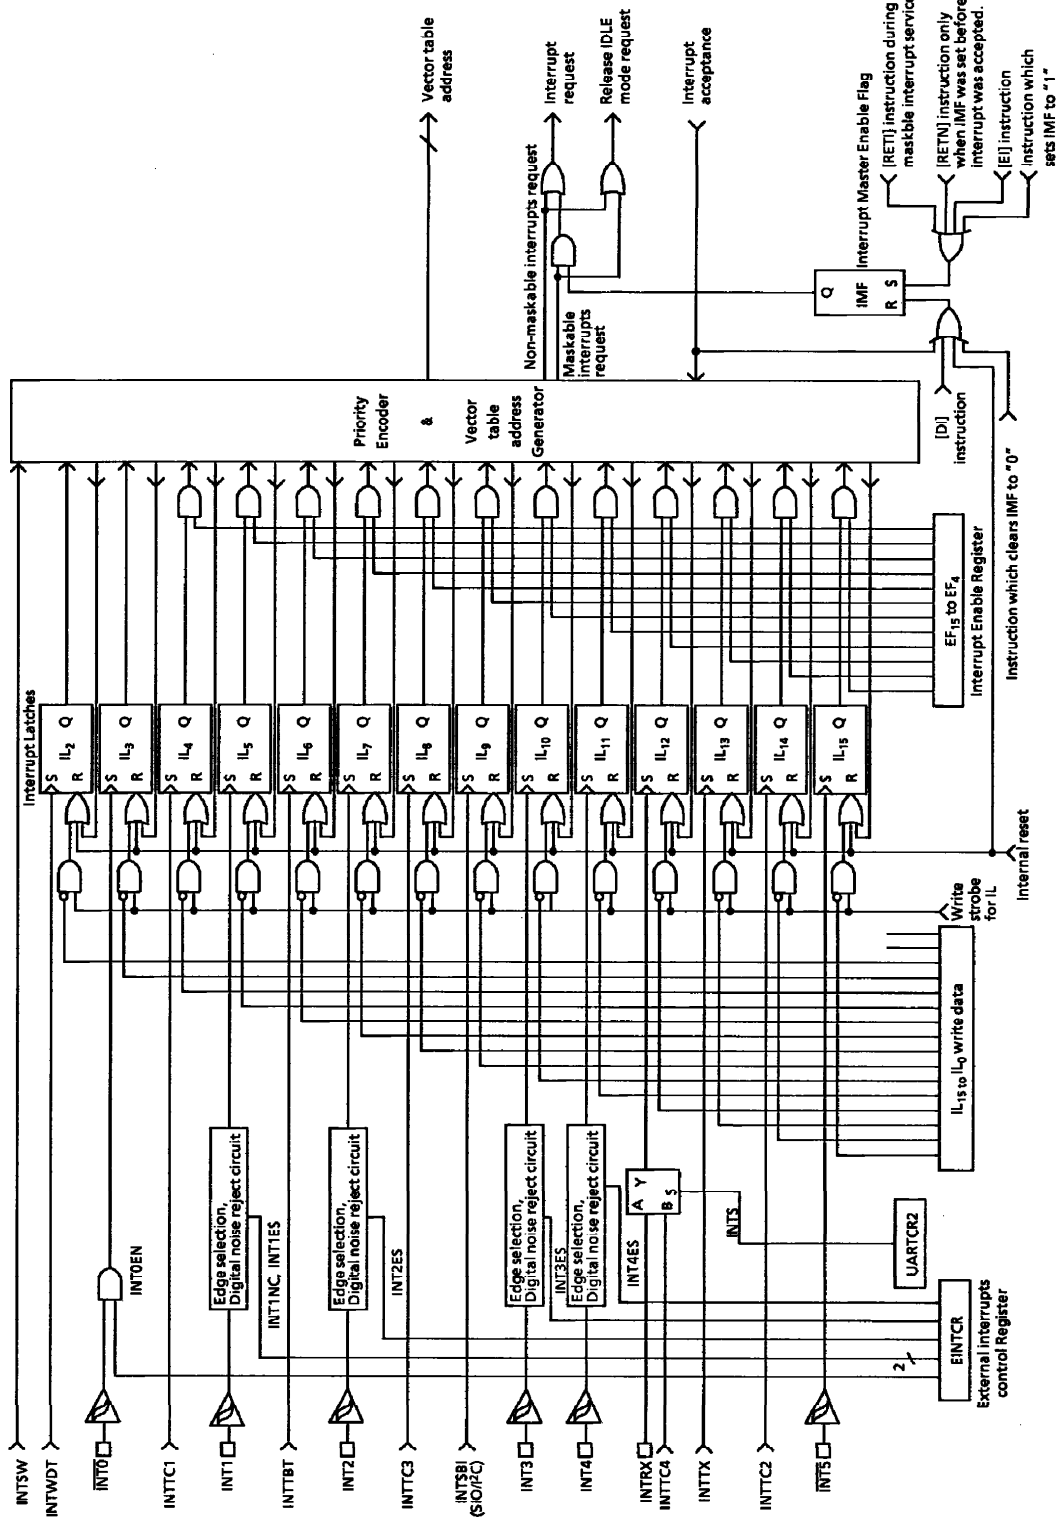 INTSW
INTWDT
INT0
INTTC1
INT1
INTTBT
INT2
INTTC3
INTSBI
(SIO/I²C)
INT3
INT4
INTRX
INTTC4
INTTX
INTTC2
INT5
INT0EN
Edge selection,
Digital noise reject circuit
INT1NC, INT1ES
Edge selection,
Digital noise reject circuit
INT2ES
Edge selection,
Digital noise reject circuit
INT3ES
Edge selection,
Digital noise reject circuit
INT4ES
A Y
B S
INTS
UARTCR2
2
EINTCR
External interrupts
control Register
IL15 to IL0 write data
Write
strobe
for IL
Internal reset
Interrupt Latches
S IL2 Q
R
S IL3 Q
R
S IL4 Q
R
S IL5 Q
R
S IL6 Q
R
S IL7 Q
R
S IL8 Q
R
S IL9 Q
R
S IL10 Q
R
S IL11 Q
R
S IL12 Q
R
S IL13 Q
R
S IL14 Q
R
S IL15 Q
R
EF15 to EF4
Interrupt Enable Register
Instruction which clears IMF to "0"
Priority
Encoder
&
Vector
table
address
Generator
[DI]
instruction
Vector table
address
Non-maskable interrupts request
Maskable
interrupts
request
Interrupt
request
Release IDLE
mode request
Interrupt
acceptance
Q
IMF
R S
Interrupt Master Enable Flag
[RETI] instruction during
maskble interrupt service
[RETN] instruction only
when IMF was set before
interrupt was accepted.
[EI] instruction
Instruction which
sets IMF to "1"